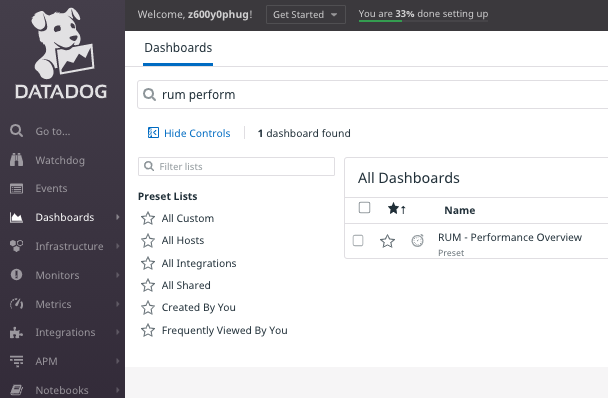 Welcome, z600y0phug!
Get Started
You are 33% done setting up
DATADOG
Go to...
Watchdog
Events
Dashboards
Infrastructure
Monitors
Metrics
Integrations
APM
Notebooks
Dashboards
rum perform
Hide Controls
1 dashboard found
Filter lists
Preset Lists
All Custom
All Hosts
All Integrations
All Shared
Created By You
Frequently Viewed By You
All Dashboards
Name
RUM - Performance Overview
Preset